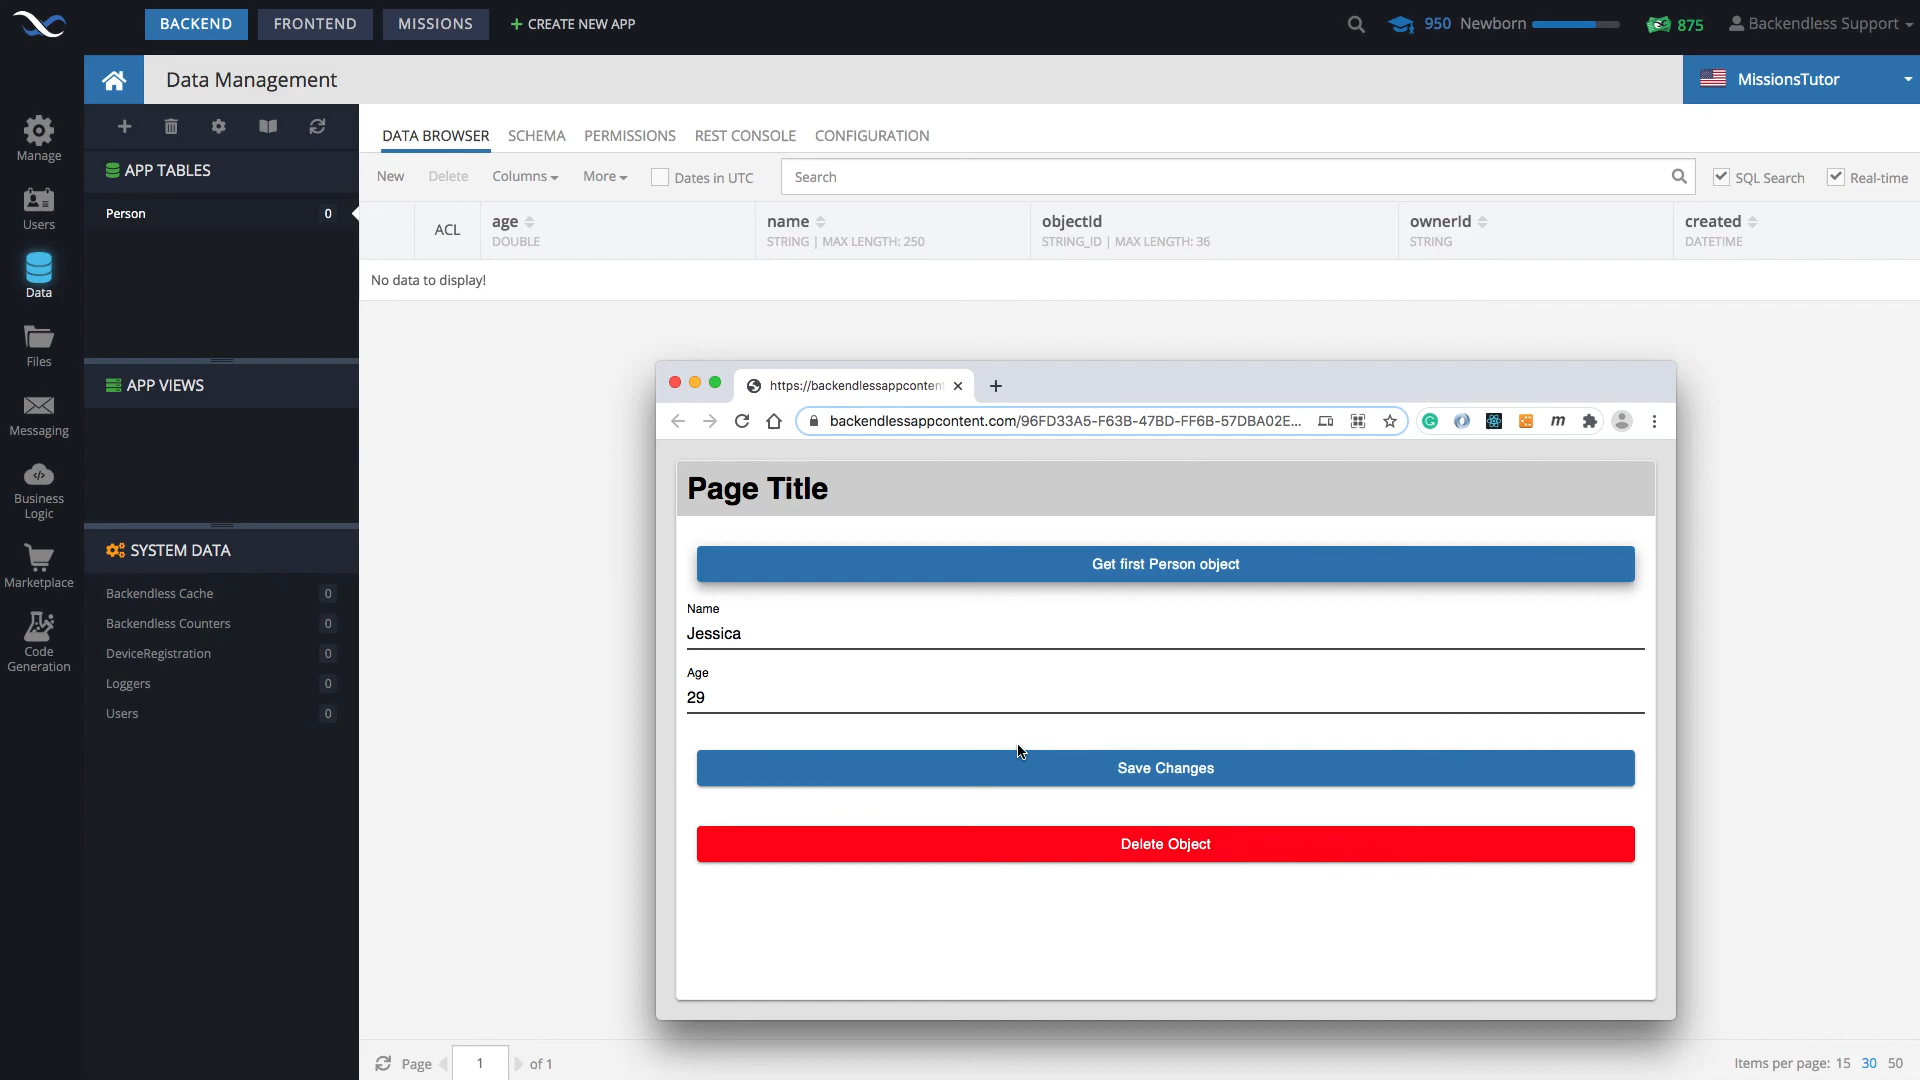 BACKEND
FRONTEND
MISSIONS
CREATE NEW APP
950 Newborn
875
Backendless Support
Data Management
MissionsTutor
Manage
Users
Data
Files
Messaging
Business
Logic
Marketplace
Code
Generation
APP TABLES
Person 0
APP VIEWS
SYSTEM DATA
Backendless Cache 0
Backendless Counters 0
DeviceRegistration 0
Loggers 0
Users 0
DATA BROWSER SCHEMA PERMISSIONS REST CONSOLE CONFIGURATION
New Delete Columns More Dates in UTC Search SQL Search Real-time
ACL age name objectId ownerId created
DOUBLE STRING | MAX LENGTH: 250 STRING_ID | MAX LENGTH: 36 STRING DATETIME
No data to display!
https://backendlessappconten
backendlessappcontent.com/96FD33A5-F63B-47BD-FF6B-57DBA02E...
m
Page Title
Get first Person object
Name
Jessica
Age
29
Save Changes
Delete Object
Page 1 of 1
Items per page: 15 30 50